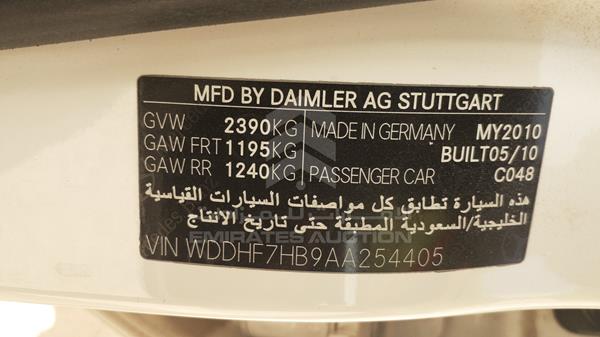 MFD BY DAIMLER AG STUTTGART
GVW 2390KG MADE IN GERMANY MY2010
GAW FRT 1195KG BUILT05/10
GAW RR 1240KG PASSENGER CAR C048
هذه السيارة تطابق كل مواصفات السيارات القياسية
الخليجية/السعودية المطبقة حتى تاريخ الانتاج
EMIRATES AUCTION
VIN WDDHF7HB9AA254405